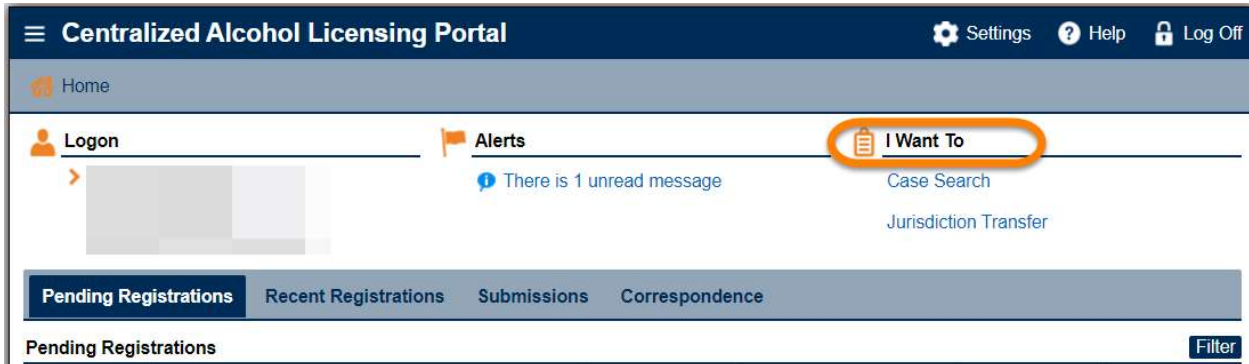 Centralized Alcohol Licensing Portal Settings Help Log Off
Home
Logon Alerts I Want To
There is 1 unread message Case Search
Jurisdiction Transfer
Pending Registrations Recent Registrations Submissions Correspondence
Pending Registrations Filter